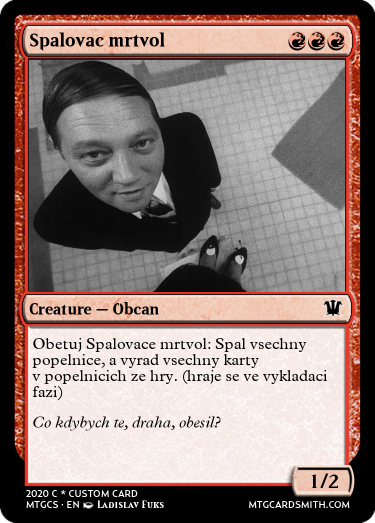 Spalovac mrtvol
Creature — Obcan
Obetuj Spalovace mrtvol: Spal vsechny
popelnice, a vyrad vsechny karty
v popelnicich ze hry. (hraje se ve vykladaci
fazi)
Co kdybych te, draha, obesil?
1/2
2020 C * CUSTOM CARD
MTGCS · EN LADISLAV FUKS
MTGCARDSMITH.COM